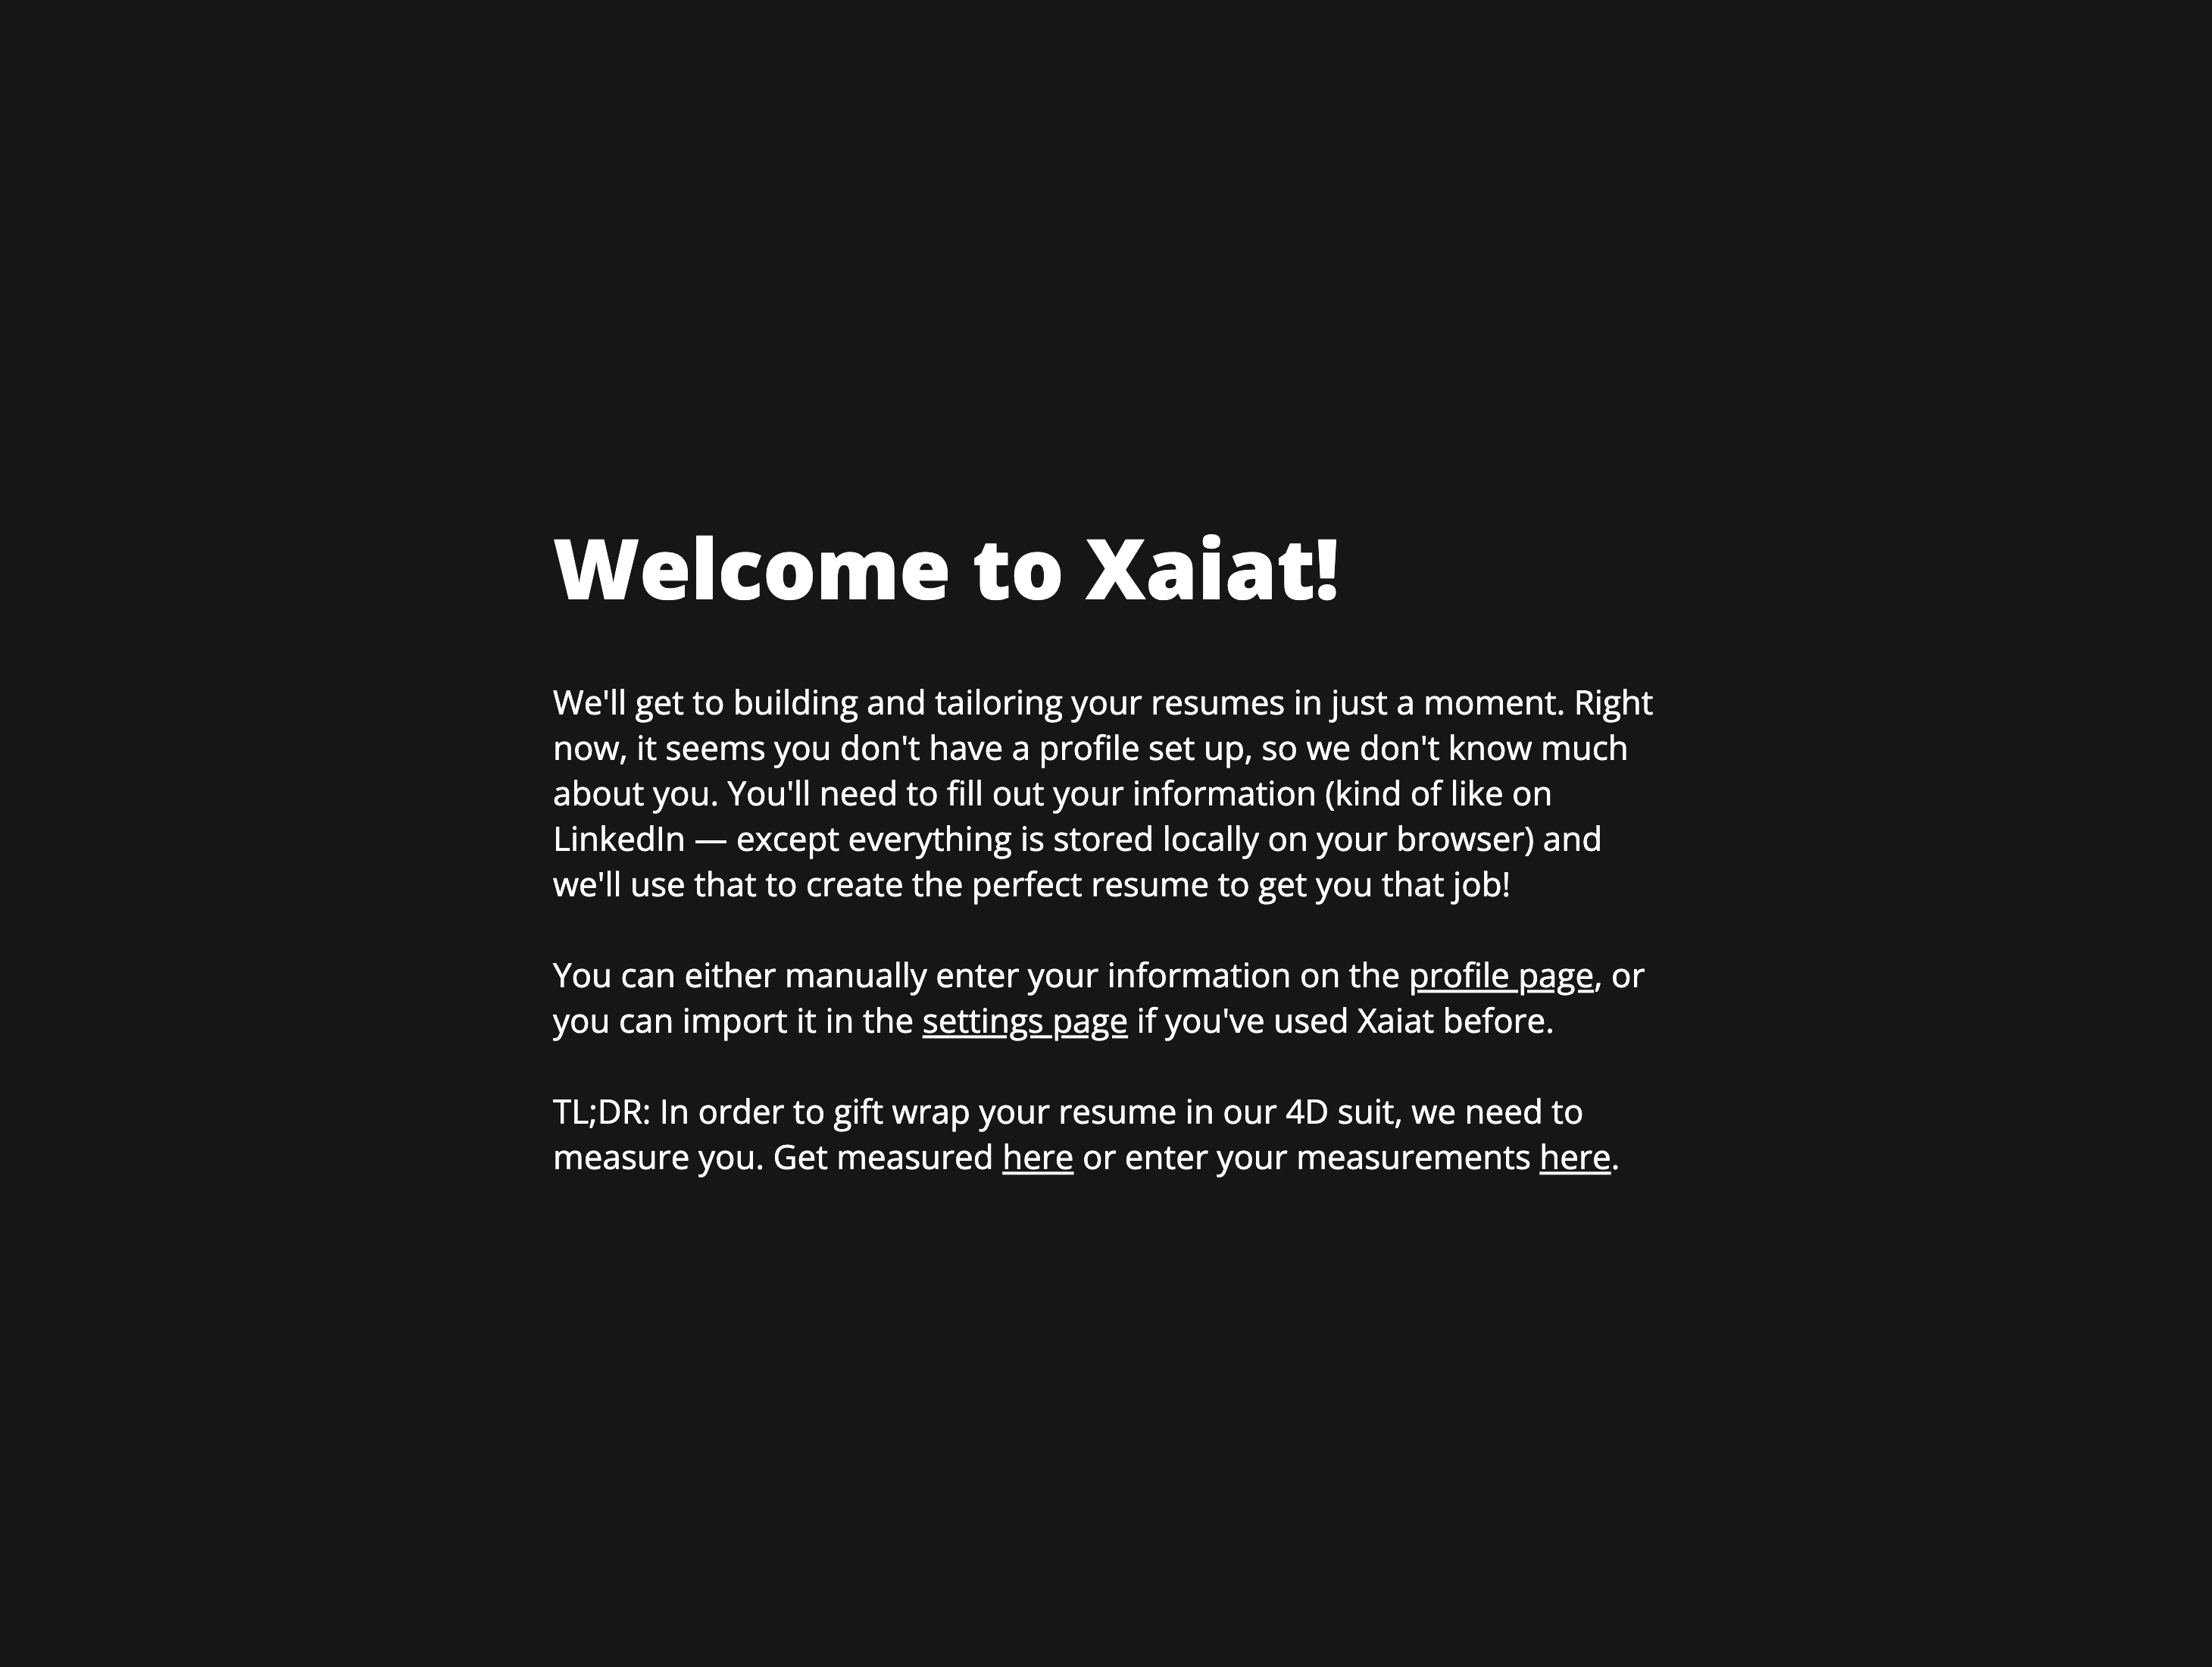 Welcome to Xaiat!
We'll get to building and tailoring your resumes in just a moment. Right
now, it seems you don't have a profile set up, so we don't know much
about you. You'll need to fill out your information (kind of like on
LinkedIn — except everything is stored locally on your browser) and
we'll use that to create the perfect resume to get you that job!
You can either manually enter your information on the profile page, or
you can import it in the settings page if you've used Xaiat before.
TL;DR: In order to gift wrap your resume in our 4D suit, we need to
measure you. Get measured here or enter your measurements here.